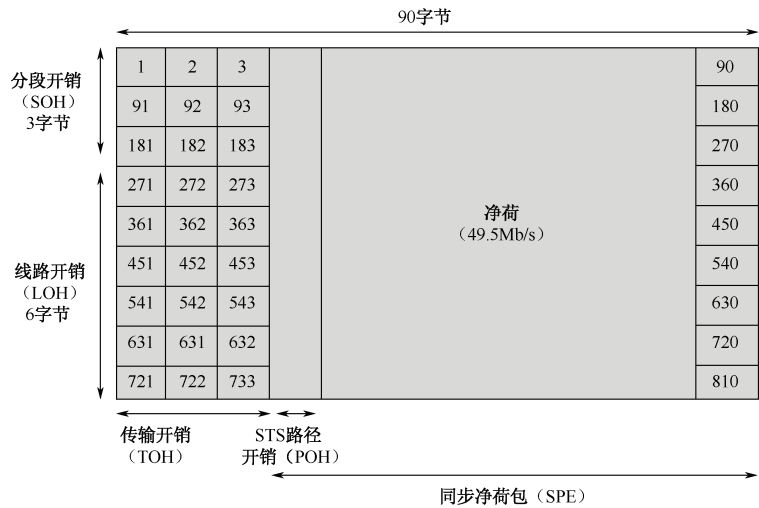 90字节
分段开销
（SOH）
3字节
1 2 3 90
91 92 93 180
181 182 183 270
271 272 273 360
361 362 363 450
451 452 453 540
541 542 543 630
631 631 632 720
721 722 733 810
净荷
（49.5Mb/s）
线路开销
（LOH）
6字节
传输开销
（TOH）
STS路径
开销（POH）
同步净荷包（SPE）